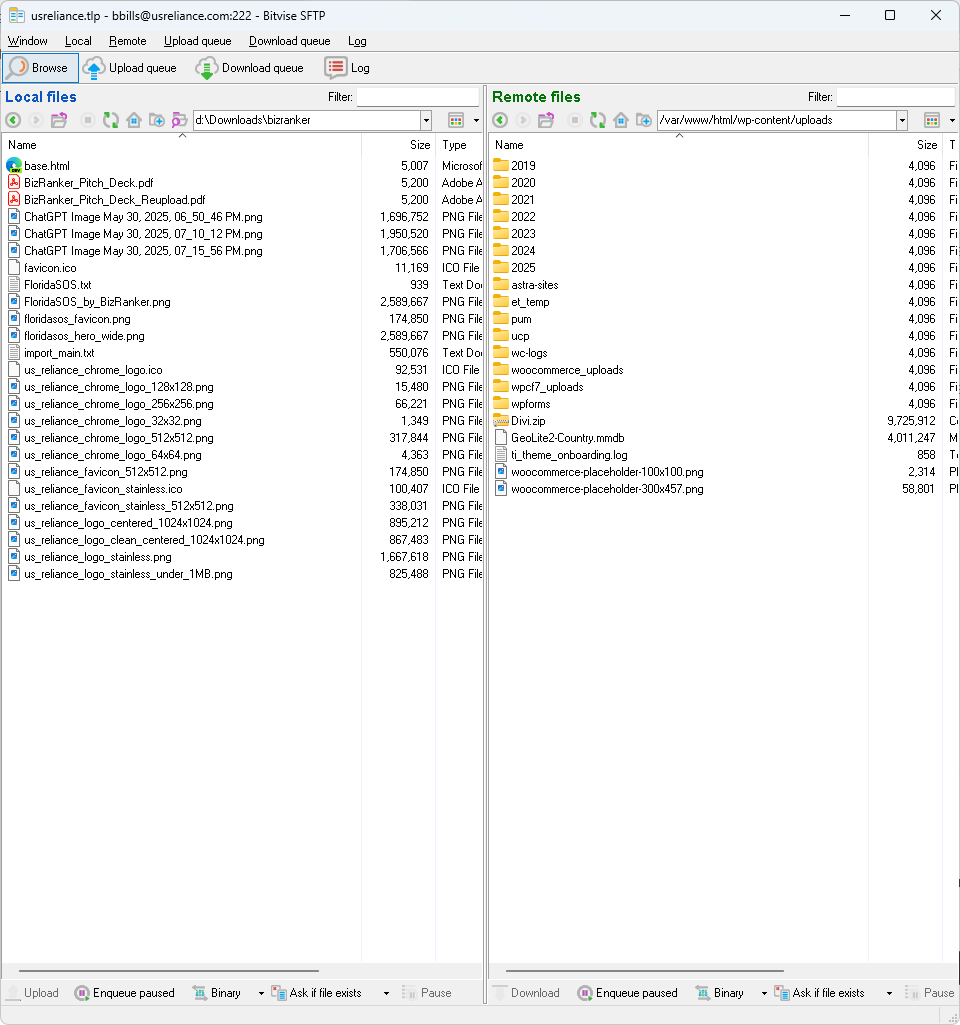 usreliance.tlp - bbills@usreliance.com:222 - Bitvise SFTP
Window Local Remote Upload queue Download queue Log
Browse Upload queue Download queue Log
Local files Filter:
d:\Downloads\bizranker
Name Size Type
base.html 5,007 Microsof
BizRanker_Pitch_Deck.pdf 5,200 Adobe A
BizRanker_Pitch_Deck_Reupload.pdf 5,200 Adobe A
ChatGPT Image May 30, 2025, 06_50_46 PM.png 1,696,752 PNG File
ChatGPT Image May 30, 2025, 07_10_12 PM.png 1,950,520 PNG File
ChatGPT Image May 30, 2025, 07_15_56 PM.png 1,706,566 PNG File
favicon.ico 11,169 ICO File
FloridaSOS.txt 939 Text Doc
FloridaSOS_by_BizRanker.png 2,589,667 PNG File
floridasos_favicon.png 174,850 PNG File
floridasos_hero_wide.png 2,589,667 PNG File
import_main.txt 550,076 Text Doc
us_reliance_chrome_logo.ico 92,531 ICO File
us_reliance_chrome_logo_128x128.png 15,480 PNG File
us_reliance_chrome_logo_256x256.png 66,221 PNG File
us_reliance_chrome_logo_32x32.png 1,349 PNG File
us_reliance_chrome_logo_512x512.png 317,844 PNG File
us_reliance_chrome_logo_64x64.png 4,363 PNG File
us_reliance_favicon_512x512.png 174,850 PNG File
us_reliance_favicon_stainless.ico 100,407 ICO File
us_reliance_favicon_stainless_512x512.png 338,031 PNG File
us_reliance_logo_centered_1024x1024.png 895,212 PNG File
us_reliance_logo_clean_centered_1024x1024.png 867,483 PNG File
us_reliance_logo_stainless.png 1,667,618 PNG File
us_reliance_logo_stainless_under_1MB.png 825,488 PNG File
Upload Enqueue paused Binary Ask if file exists Pause
Remote files Filter:
/var/www/html/wp-content/uploads
Name Size T
2019 4,096 Fi
2020 4,096 Fi
2021 4,096 Fi
2022 4,096 Fi
2023 4,096 Fi
2024 4,096 Fi
2025 4,096 Fi
astra-sites 4,096 Fi
et_temp 4,096 Fi
pum 4,096 Fi
ucp 4,096 Fi
wc-logs 4,096 Fi
woocommerce_uploads 4,096 Fi
wpcf7_uploads 4,096 Fi
wpforms 4,096 Fi
Divi.zip 9,725,912 Co
GeoLite2-Country.mmdb 4,011,247 M
ti_theme_onboarding.log 858 Te
woocommerce-placeholder-100x100.png 2,314 PN
woocommerce-placeholder-300x457.png 58,801 PN
Download Enqueue paused Binary Ask if file exists Pause